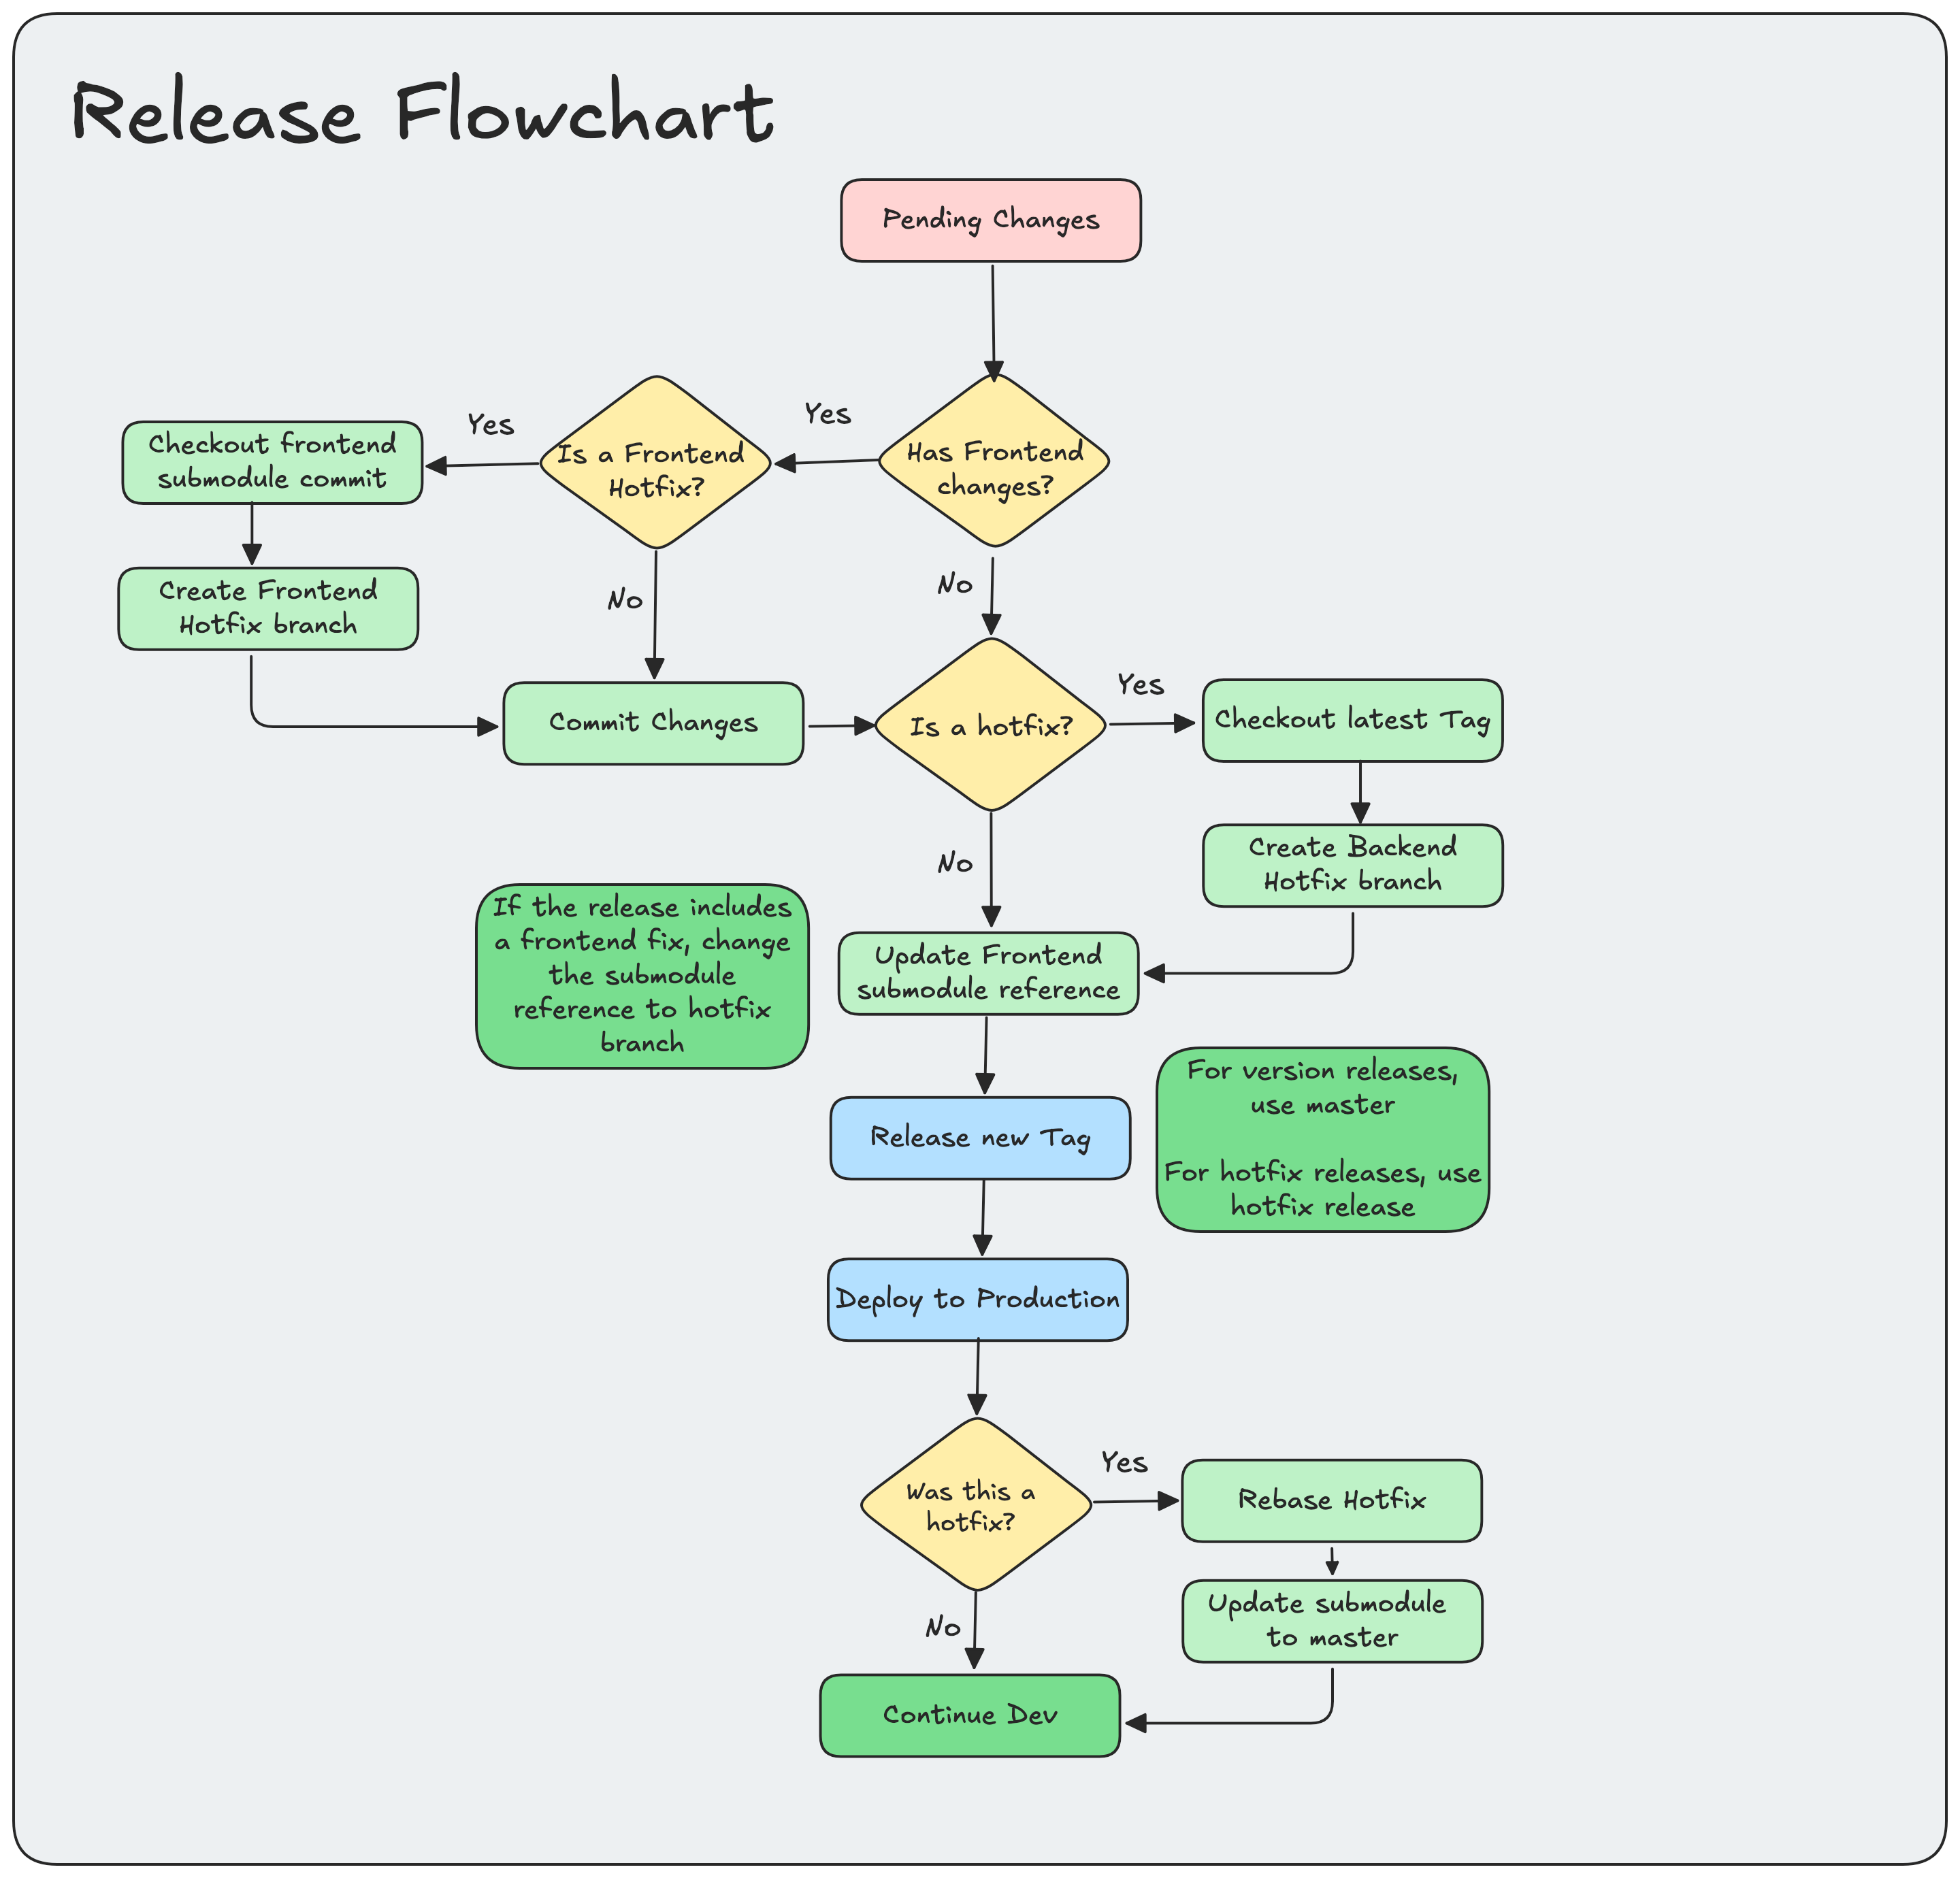 Release Flowchart
Pending Changes
Has Frontend
changes?
Yes
Is a Frontend
Hotfix?
Yes
Checkout frontend
submodule commit
Create Frontend
Hotfix branch
No
No
Commit Changes
Is a hotfix?
Yes
Checkout latest Tag
Create Backend
Hotfix branch
No
If the release includes
a frontend fix, change
the submodule
reference to hotfix
branch
Update Frontend
submodule reference
For version releases,
use master
For hotfix releases, use
hotfix release
Release new Tag
Deploy to Production
Was this a
hotfix?
Yes
Rebase Hotfix
Update submodule
to master
No
Continue Dev